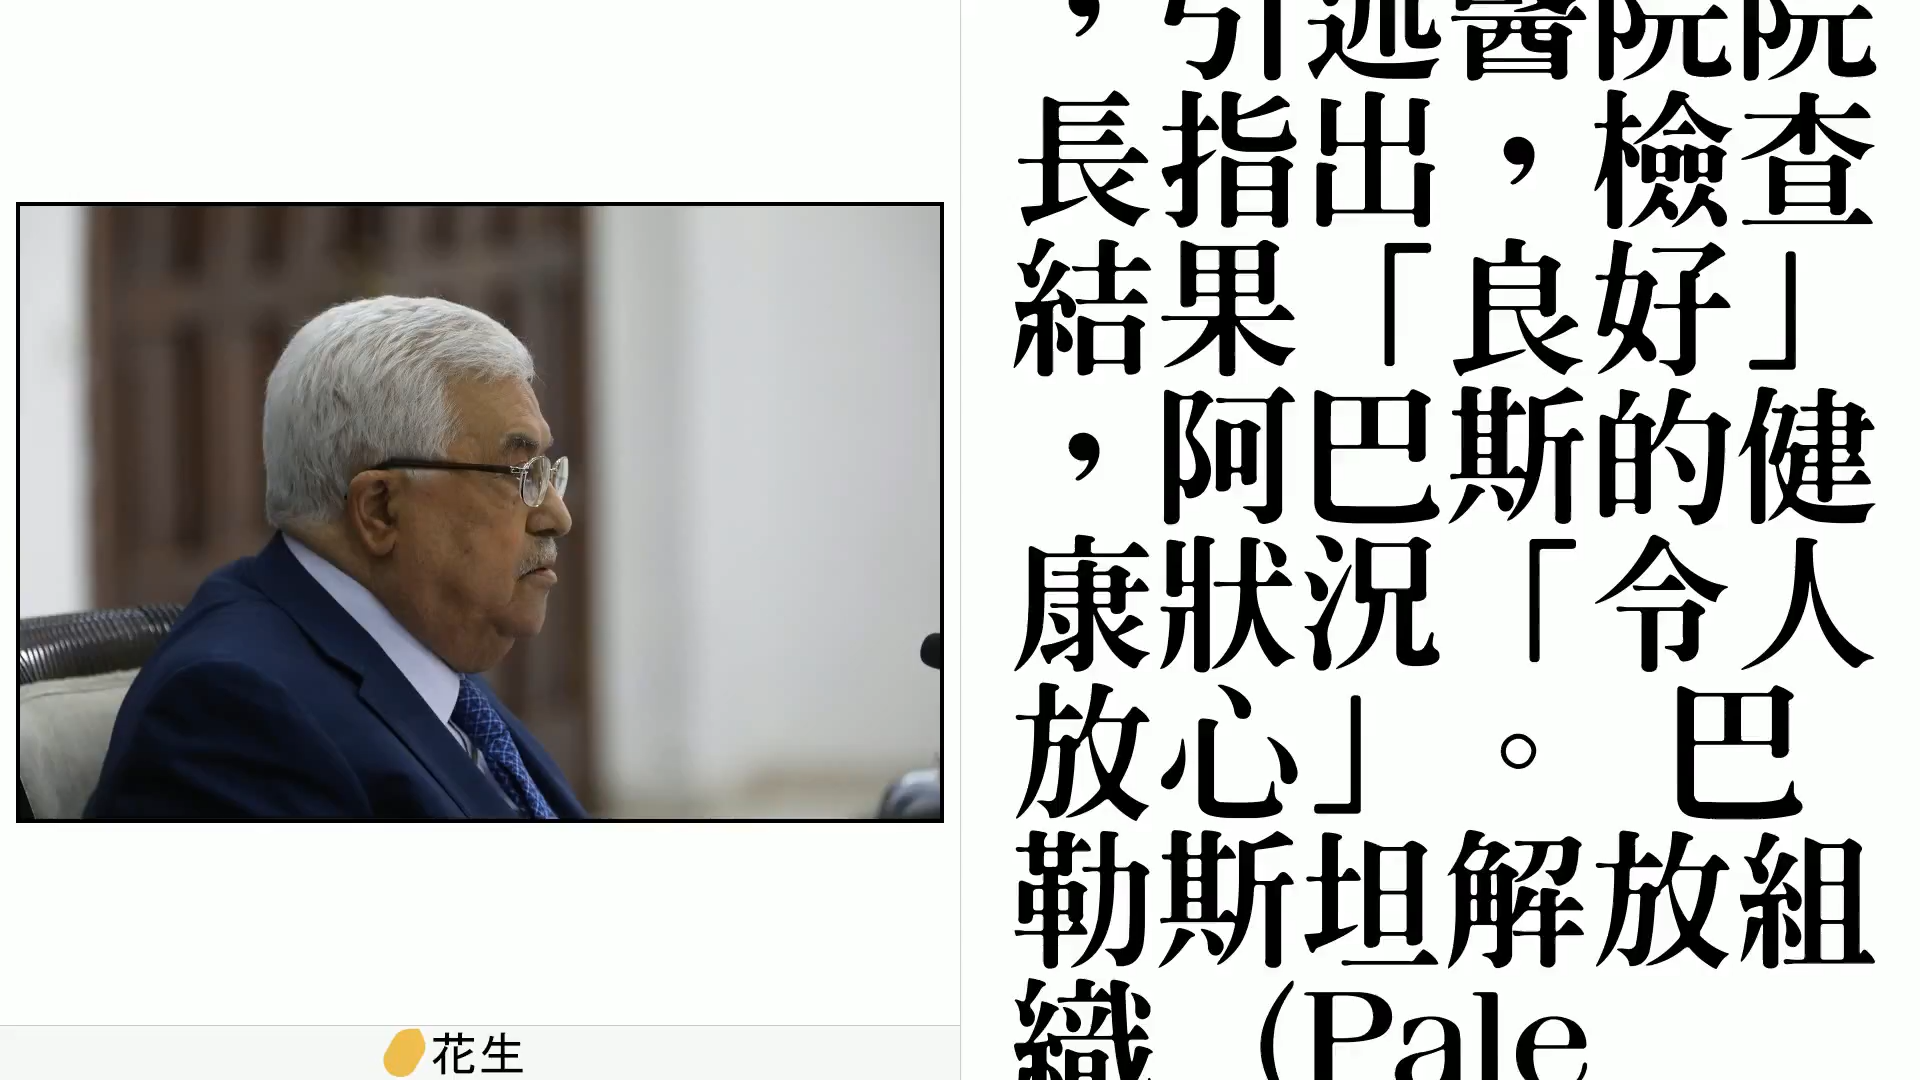 ，引述醫院院
長指出，檢查
結果「良好」
，阿巴斯的健
康狀況「令人
放心」。 巴
勒斯坦解放組
織（Pale
花生